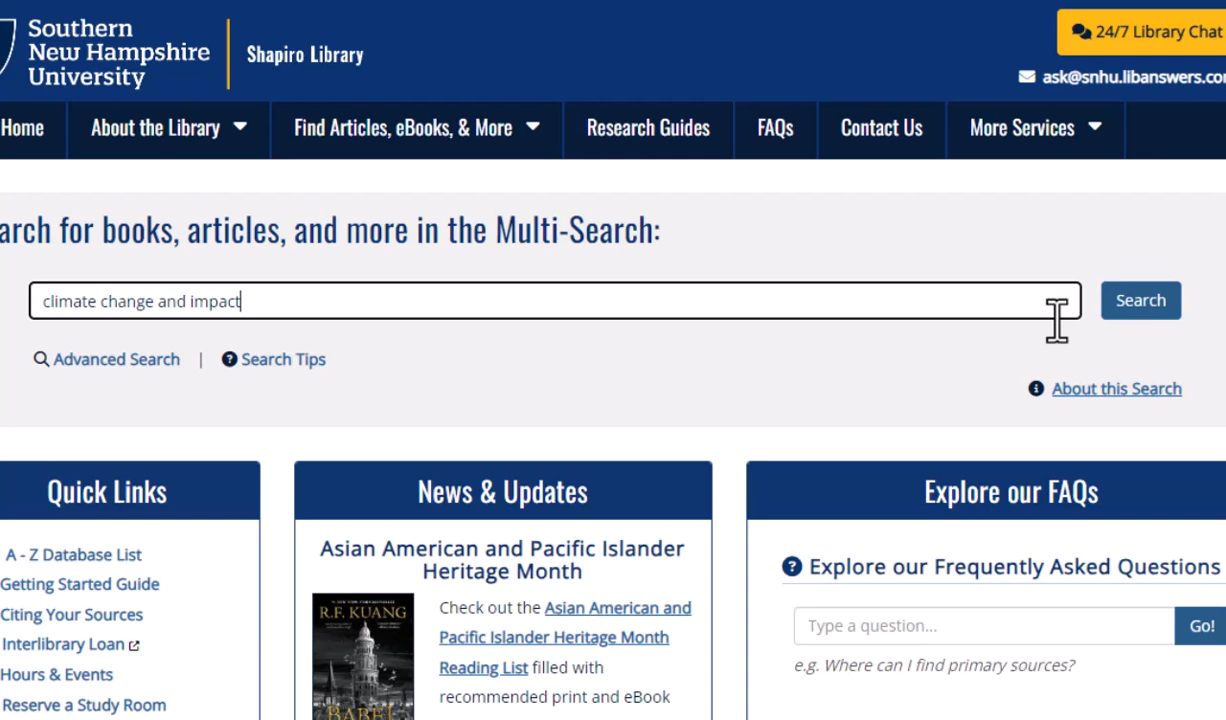 Southern
New Hampshire
University
Shapiro Library
24/7 Library Chat
ask@snhu.libanswers.co
Home
About the Library
Find Articles, eBooks, & More
Research Guides
FAQs
Contact Us
More Services
arch for books, articles, and more in the Multi-Search:
climate change and impact
Search
Advanced Search | Search Tips
About this Search
Quick Links
A - Z Database List
Getting Started Guide
Citing Your Sources
Interlibrary Loan
Hours & Events
Reserve a Study Room
News & Updates
Asian American and Pacific Islander
Heritage Month
R.F. KUANG
BABEL
Check out the Asian American and
Pacific Islander Heritage Month
Reading List filled with
recommended print and eBook
Explore our FAQs
Explore our Frequently Asked Questions
Type a question...
Go!
e.g. Where can I find primary sources?